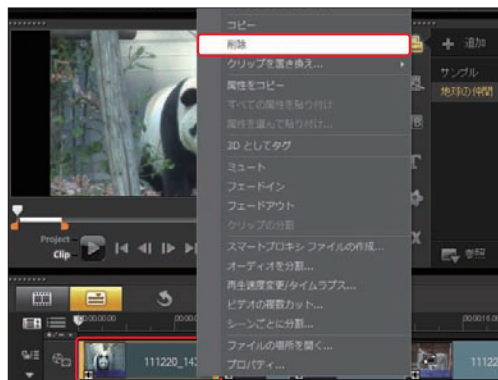 コピー
削除
クリップを置き換え...
属性をコピー
すべての属性を貼り付け
属性を選んで貼り付け...
3D としてタグ
ミュート
フェードイン
フェードアウト
クリップの分割
スマートプロキシ ファイルの作成...
オーディオを分割...
再生速度変更/タイムラプス...
ビデオの複数カット...
シーンごとに分割...
ファイルの場所を開く...
プロパティ...
追加
サンプル
地球の仲間
参照
Project
Clip
00:00:00.00
111220_14
1112